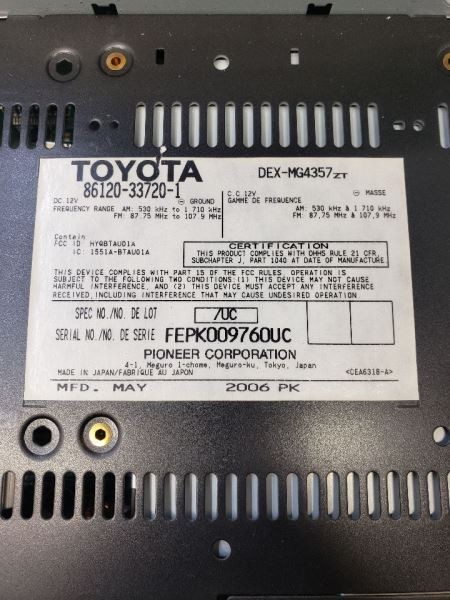 TOYOTA DEX-MG4357ZT
86120-33720-1
DC 12V ⊖ GROUND C.C 12V ⊖ MASSE
FREQUENCY RANGE AM: 530 kHz to 1 710 kHz GAMME DE FREQUENCE AM: 530 kHz à 1 710 kHz
FM: 87.75 MHz to 107.9 MHz FM: 87,75 MHz à 107,9 MHz
Contain
FCC ID HYQBTAUD1A
IC: 1551A-BTAU01A
CERTIFICATION
THIS PRODUCT COMPLIES WITH DHHS RULE 21 CFR,
SUBCHAPTER J, PART 1040 AT DATE OF MANUFACTURE
THIS DEVICE COMPLIES WITH PART 15 OF THE FCC RULES OPERATION IS
SUBJECT TO THE FOLLOWING TWO CONDITIONS:(1) THIS DEVICE MAY NOT CAUSE
HARMFUL INTERFERENCE, AND (2) THIS DEVICE MUST ACCEPT ANY INTERFERENCE
RECEIVED,INCLUDING INTERFERENCE THAT MAY CAUSE UNDESIRED OPERATION
SPEC NO./NO. DE LOT /UC
SERIAL NO./NO. DE SERIE FEPK009760UC
PIONEER CORPORATION
4-1, Meguro 1-chome, Meguro-ku, Tokyo, Japan
MADE IN JAPAN/FABRIQUE AU JAPON <CEA6318-A>
MFD. MAY 2006 PK